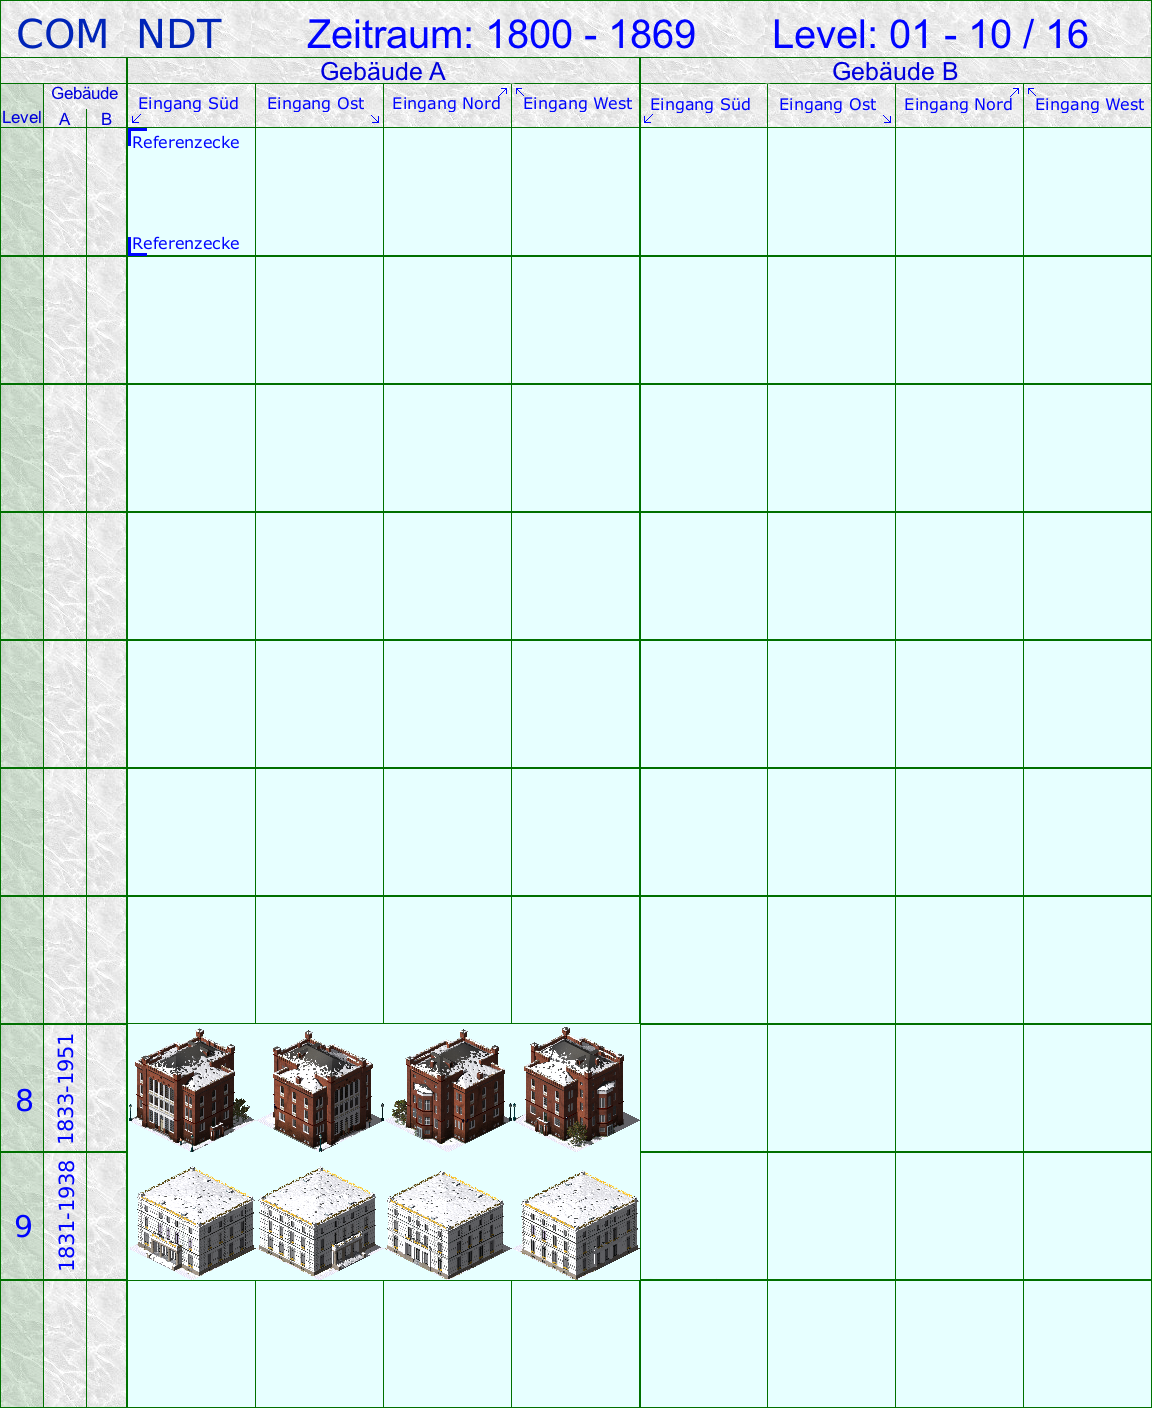 COM NDT Zeitraum: 1800 - 1869 Level: 01 - 10 / 16
Gebäude A Gebäude B
Level Gebäude A B Eingang Süd Eingang Ost Eingang Nord Eingang West Eingang Süd Eingang Ost Eingang Nord Eingang West
Referenzecke
Referenzecke
8 1833-1951
9 1831-1938